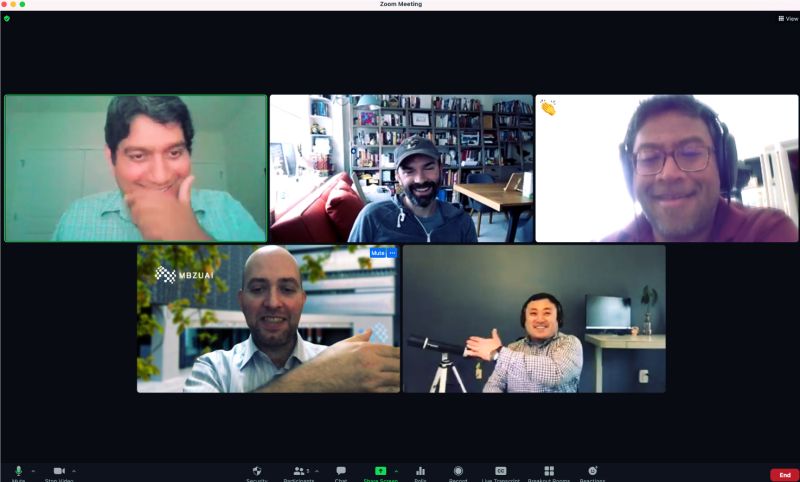 Zoom Meeting
View
MBZUAI
Mute
Mute
Stop Video
Security
Participants
5
Chat
Share Screen
Polls
Record
CC
Live Transcript
Breakout Rooms
Reactions
End